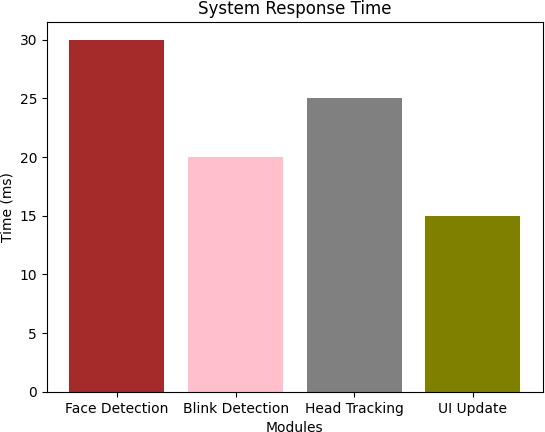 System Response Time
30
25
20
15
10
5
0
Time (ms)
Face Detection Blink Detection Head Tracking UI Update
Modules